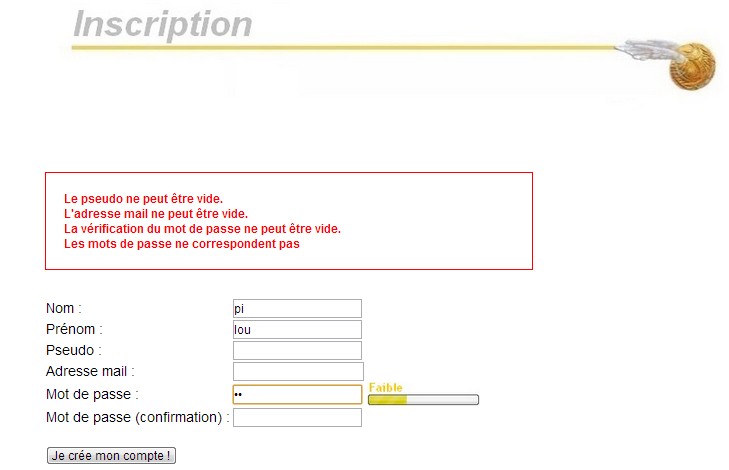 Inscription
Le pseudo ne peut être vide.
L'adresse mail ne peut être vide.
La vérification du mot de passe ne peut être vide.
Les mots de passe ne correspondent pas
Nom : pi
Prénom : lou
Pseudo :
Adresse mail :
Mot de passe : •• Faible
Mot de passe (confirmation) :
Je crée mon compte !